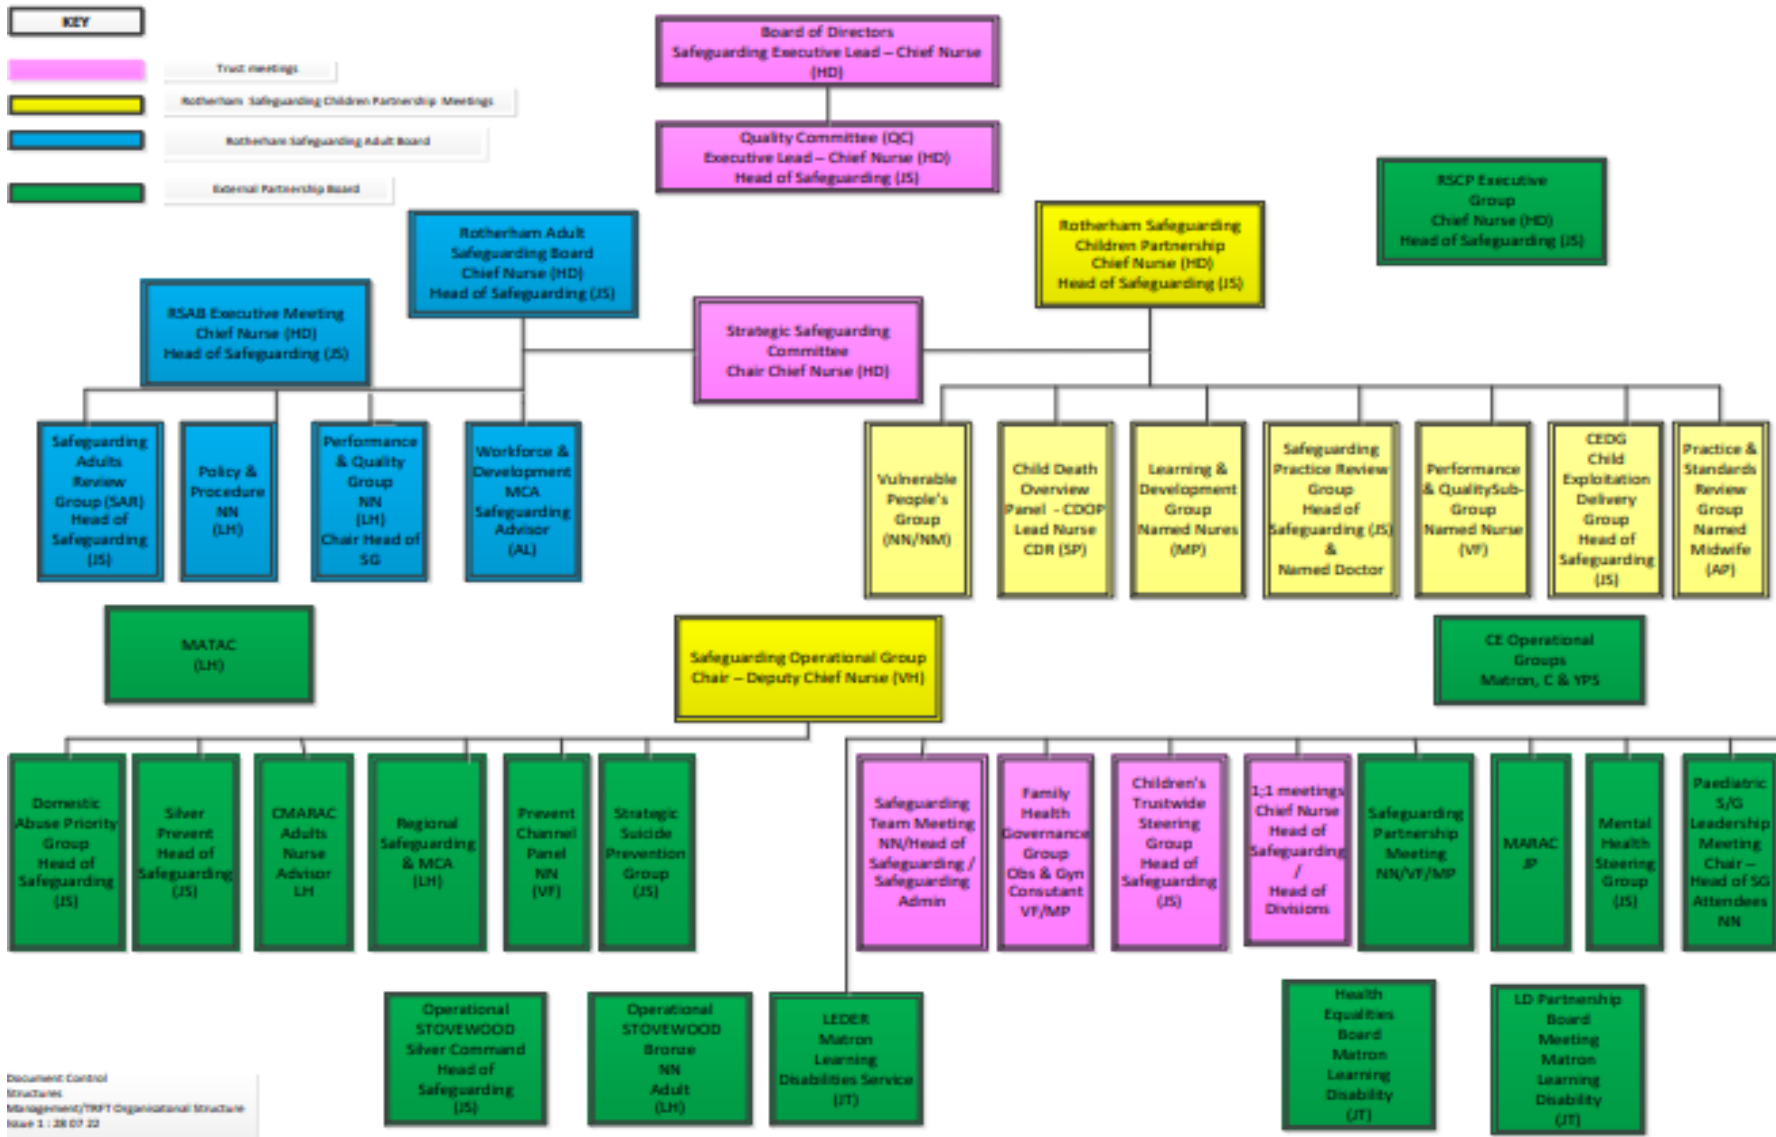 KEY
Trust meetings
Rotherham Safeguarding Children Partnership Meetings
Rotherham Safeguarding Adult Board
External Partnership Board
Board of Directors
Safeguarding Executive Lead – Chief Nurse
(HD)
Quality Committee (QC)
Executive Lead – Chief Nurse (HD)
Head of Safeguarding (JS)
RSCP Executive
Group
Chief Nurse (HD)
Head of Safeguarding (JS)
Rotherham Adult
Safeguarding Board
Chief Nurse (HD)
Head of Safeguarding (JS)
Rotherham Safeguarding
Children Partnership
Chief Nurse (HD)
Head of Safeguarding (JS)
RSAB Executive Meeting
Chief Nurse (HD)
Head of Safeguarding (JS)
Strategic Safeguarding
Committee
Chair Chief Nurse (HD)
Safeguarding
Adults
Review
Group (SAR)
Head of
Safeguarding
(JS)
Policy &
Procedure
NN
(LH)
Performance
& Quality
Group
NN
(LH)
Chair Head of
SG
Workforce &
Development
MCA
Safeguarding
Advisor
(AL)
Vulnerable
People's
Group
(NN/NM)
Child Death
Overview
Panel - CDOP
Lead Nurse
CDR (SP)
Learning &
Development
Group
Named Nures
(MP)
Safeguarding
Practice Review
Group
Head of
Safeguarding (JS)
&
Named Doctor
Performance
& QualitySub-
Group
Named Nurse
(VF)
CEDG
Child
Exploitation
Delivery
Group
Head of
Safeguarding
(JS)
Practice &
Standards
Review
Group
Named
Midwife
(AP)
MATAC
(LH)
Safeguarding Operational Group
Chair – Deputy Chief Nurse (VH)
CE Operational
Groups
Matron, C & YPS
Domestic
Abuse Priority
Group
Head of
Safeguarding
(JS)
Silver
Prevent
Head of
Safeguarding
(JS)
CMARAC
Adults
Nurse
Advisor
LH
Regional
Safeguarding
& MCA
(LH)
Prevent
Channel
Panel
NN
(VF)
Strategic
Suicide
Prevention
Group
(JS)
Safeguarding
Team Meeting
NN/Head of
Safeguarding /
Safeguarding
Admin
Family
Health
Governance
Group
Obs & Gyn
Consutant
VF/MP
Children's
Trustwide
Steering
Group
Head of
Safeguarding
(JS)
1;1 meetings
Chief Nurse
Head of
Safeguarding
/
Head of
Divisions
Safeguarding
Partnership
Meeting
NN/VF/MP
MARAC
JP
Mental
Health
Steering
Group
(JS)
Paediatric
S/G
Leadership
Meeting
Chair –
Head of SG
Attendees
NN
Operational
STOVEWOOD
Silver Command
Head of
Safeguarding
(JS)
Operational
STOVEWOOD
Bronze
NN
Adult
(LH)
LEDER
Matron
Learning
Disabilities Service
(JT)
Health
Equalities
Board
Matron
Learning
Disability
(JT)
LD Partnership
Board
Meeting
Matron
Learning
Disability
(JT)
Document Control
Structures
Management/TRFT Organisational Structure
Issue 1 : 28 07 22